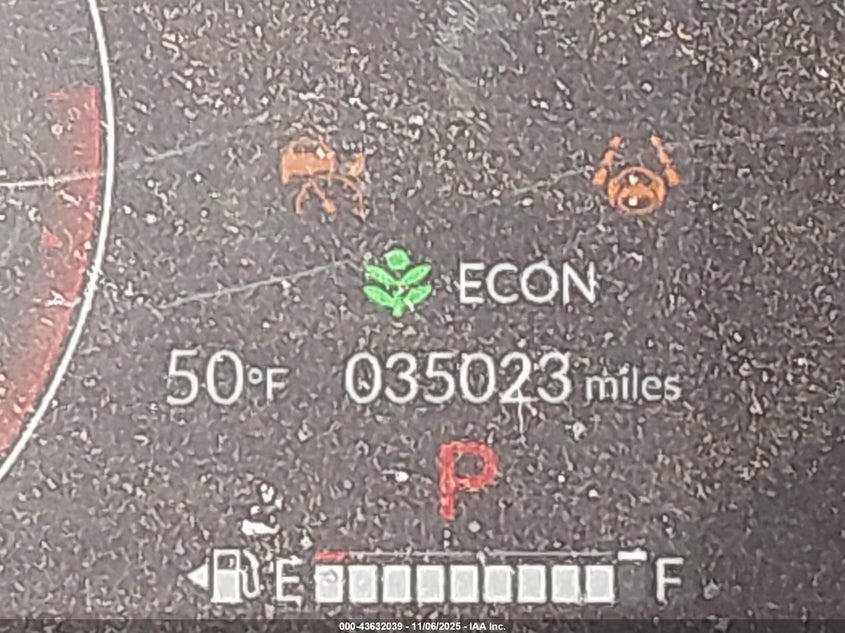 ECON
50°F 035023 miles
P
E F
000-43632039 - 11/06/2025 - IAA Inc.